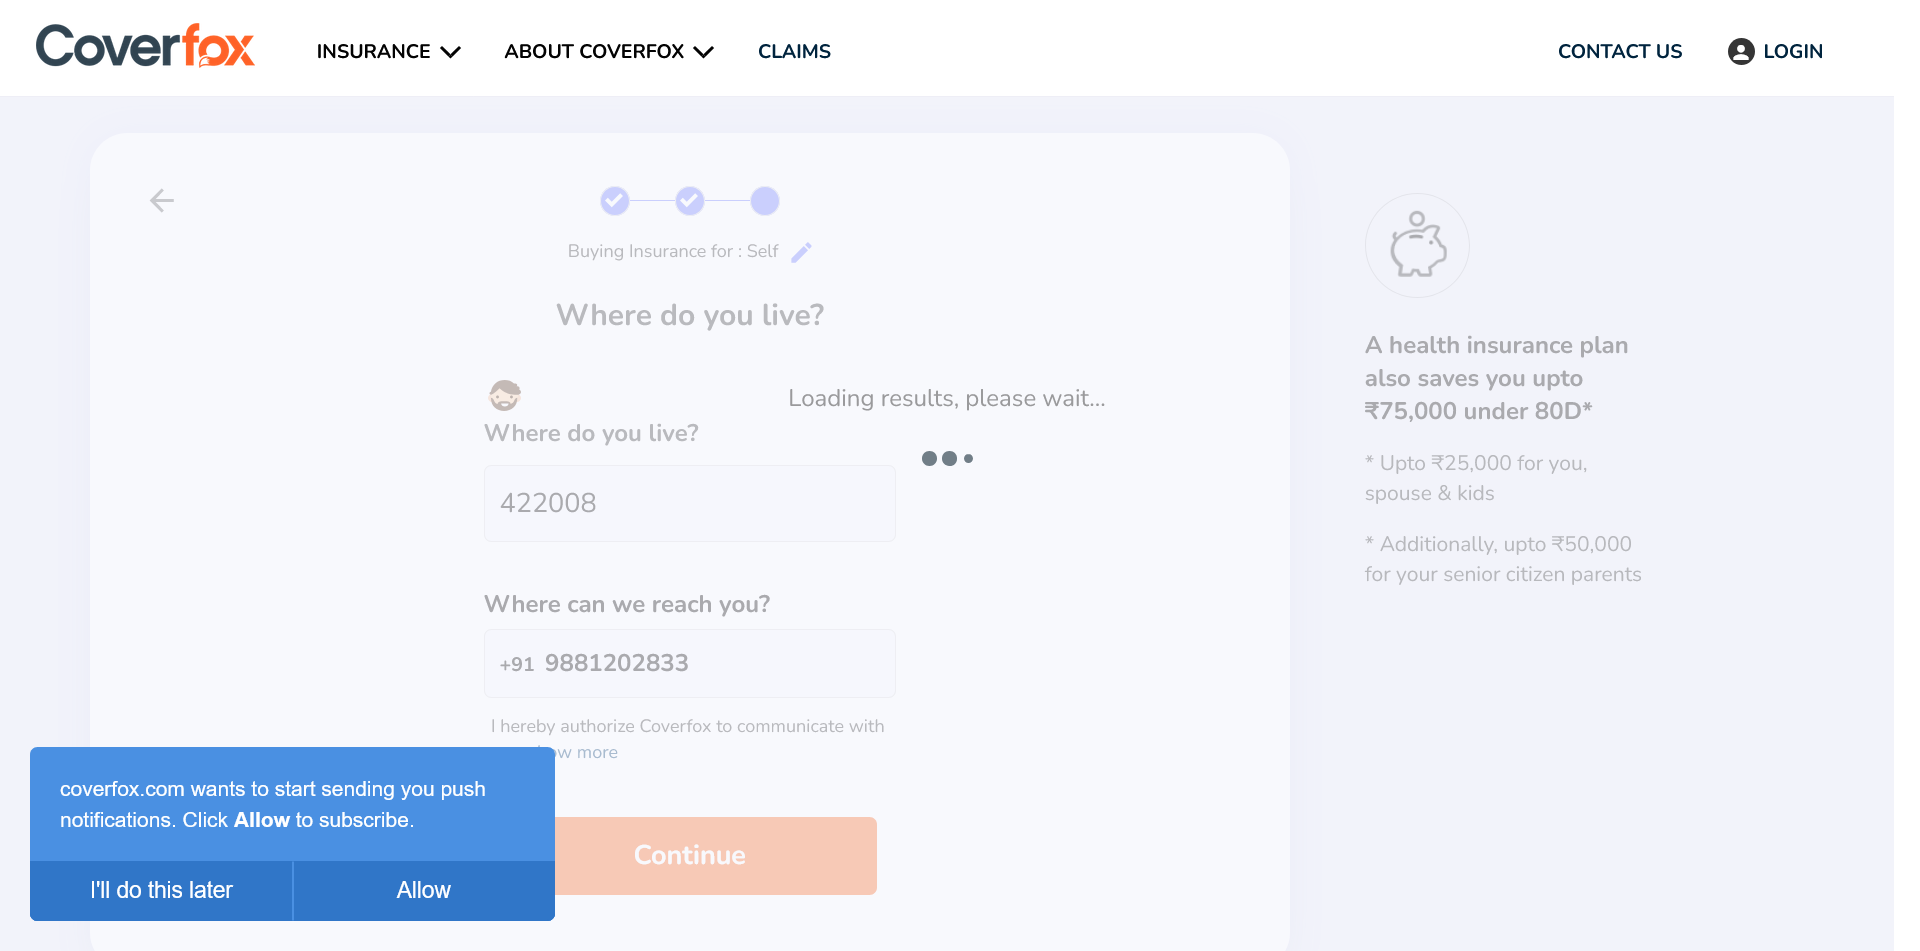 Coverfox
INSURANCE
ABOUT COVERFOX
CLAIMS
CONTACT US
LOGIN
Buying Insurance for : Self
Where do you live?
Loading results, please wait...
Where do you live?
422008
Where can we reach you?
+91 9881202833
I hereby authorize Coverfox to communicate with
more
Continue
A health insurance plan
also saves you upto
₹75,000 under 80D*
* Upto ₹25,000 for you,
spouse & kids
* Additionally, upto ₹50,000
for your senior citizen parents
coverfox.com wants to start sending you push
notifications. Click Allow to subscribe.
I'll do this later
Allow